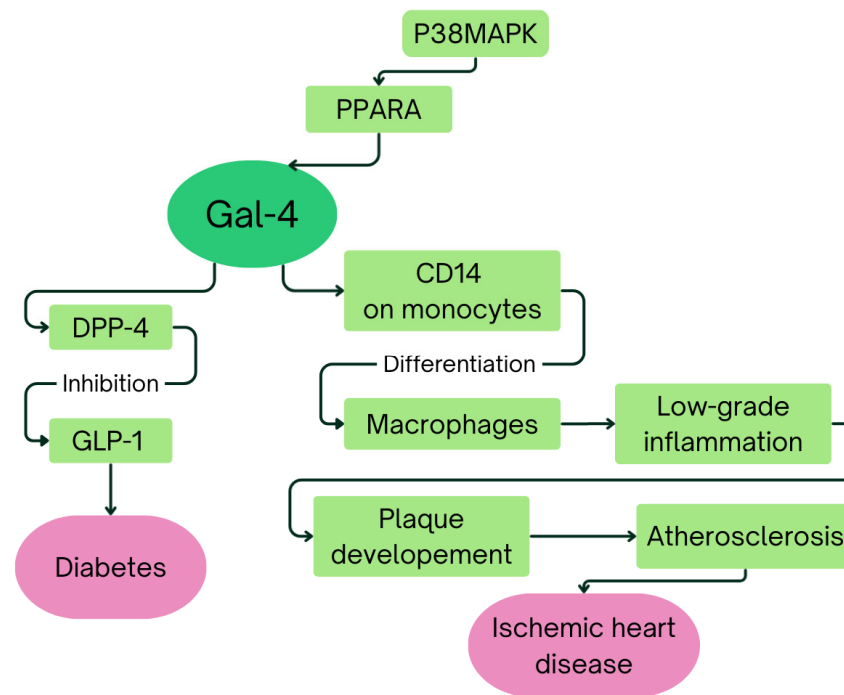 P38MAPK
PPARA
Gal-4
CD14
on monocytes
DPP-4
Differentiation
Inhibition
Macrophages
Low-grade
inflammation
GLP-1
Plaque
developement
Atherosclerosis
Diabetes
Ischemic heart
disease